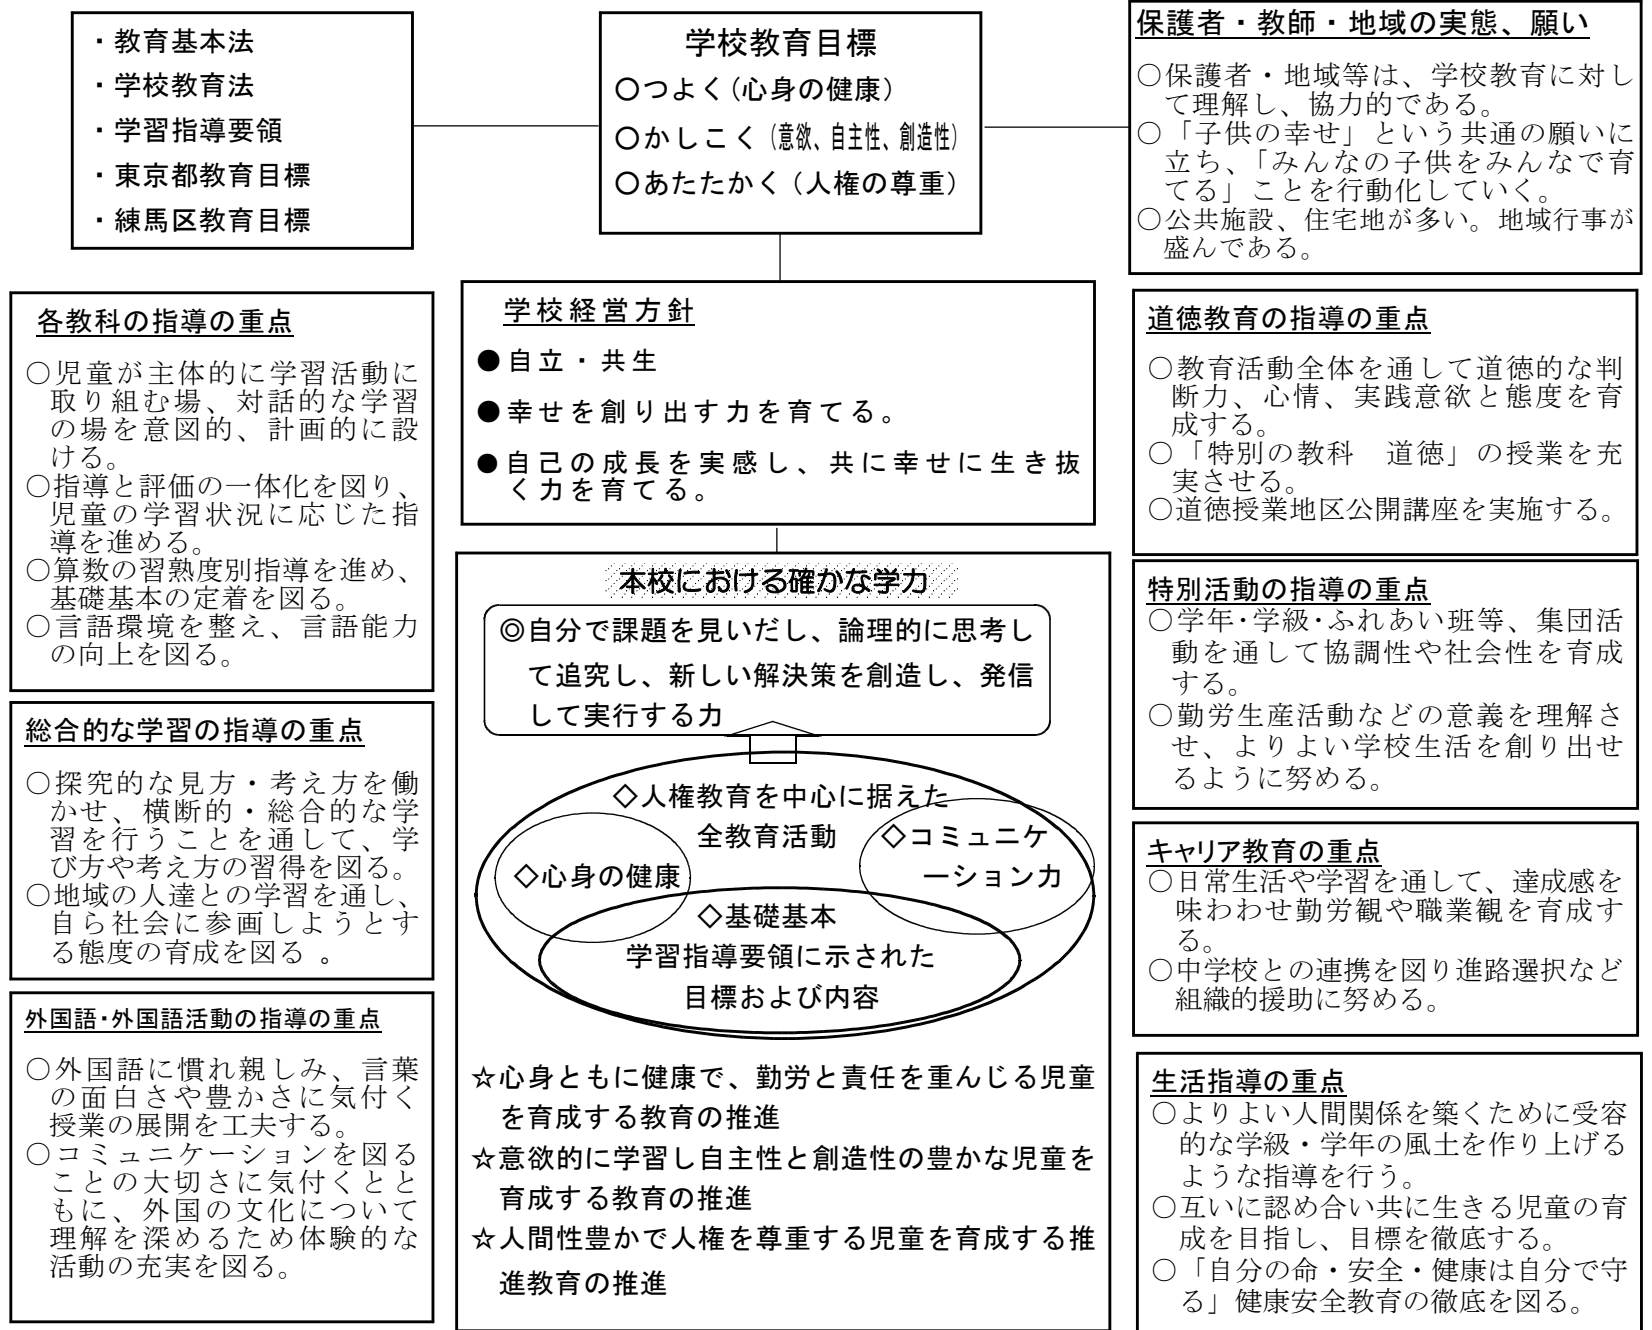 ・教育基本法
・学校教育法
・学習指導要領
・東京都教育目標
・練馬区教育目標
学校教育目標
〇つよく（心身の健康）
〇かしこく（意欲、自主性、創造性）
〇あたたかく（人権の尊重）
保護者・教師・地域の実態、願い
〇保護者・地域等は、学校教育に対し
て理解し、協力的である。
〇「子供の幸せ」という共通の願いに
立ち、「みんなの子供をみんなで育
てる」ことを行動化していく。
〇公共施設、住宅地が多い。地域行事が
盛んである。
学校経営方針
●自立・共生
●幸せを創り出す力を育てる。
●自己の成長を実感し、共に幸せに生き抜
く力を育てる。
各教科の指導の重点
〇児童が主体的に学習活動に
取り組む場、対話的な学習
の場を意図的、計画的に設
ける。
〇指導と評価の一体化を図り、
児童の学習状況に応じた指
導を進める。
〇算数の習熟度別指導を進め、
基礎基本の定着を図る。
〇言語環境を整え、言語能力
の向上を図る。
総合的な学習の指導の重点
〇探究的な見方・考え方を働
かせ、横断的・総合的な学
習を行うことを通して、学
び方や考え方の習得を図る。
〇地域の人達との学習を通し、
自ら社会に参画しようとす
る態度の育成を図る 。
外国語・外国語活動の指導の重点
〇外国語に慣れ親しみ、言葉
の面白さや豊かさに気付く
授業の展開を工夫する。
〇コミュニケーションを図る
ことの大切さに気付くとと
もに、外国の文化について
理解を深めるため体験的な
活動の充実を図る。
本校における確かな学力
◎自分で課題を見いだし、論理的に思考し
て追究し、新しい解決策を創造し、発信
して実行する力
◇人権教育を中心に据えた
全教育活動
◇コミュニケ
ーション力
◇心身の健康
◇基礎基本
学習指導要領に示された
目標および内容
☆心身ともに健康で、勤労と責任を重んじる児童
を育成する教育の推進
☆意欲的に学習し自主性と創造性の豊かな児童を
育成する教育の推進
☆人間性豊かで人権を尊重する児童を育成する推
進教育の推進
道徳教育の指導の重点
〇教育活動全体を通して道徳的な判
断力、心情、実践意欲と態度を育
成する。
〇「特別の教科　道徳」の授業を充
実させる。
〇道徳授業地区公開講座を実施する。
特別活動の指導の重点
〇学年・学級・ふれあい班等、集団活
動を通して協調性や社会性を育成
する。
〇勤労生産活動などの意義を理解さ
せ、よりよい学校生活を創り出せ
るように努める。
キャリア教育の重点
〇日常生活や学習を通して、達成感を
味わわせ勤労観や職業観を育成す
る。
〇中学校との連携を図り進路選択など
組織的援助に努める。
生活指導の重点
〇よりよい人間関係を築くために受容
的な学級・学年の風土を作り上げる
ような指導を行う。
〇互いに認め合い共に生きる児童の育
成を目指し、目標を徹底する。
〇「自分の命・安全・健康は自分で守
る」健康安全教育の徹底を図る。